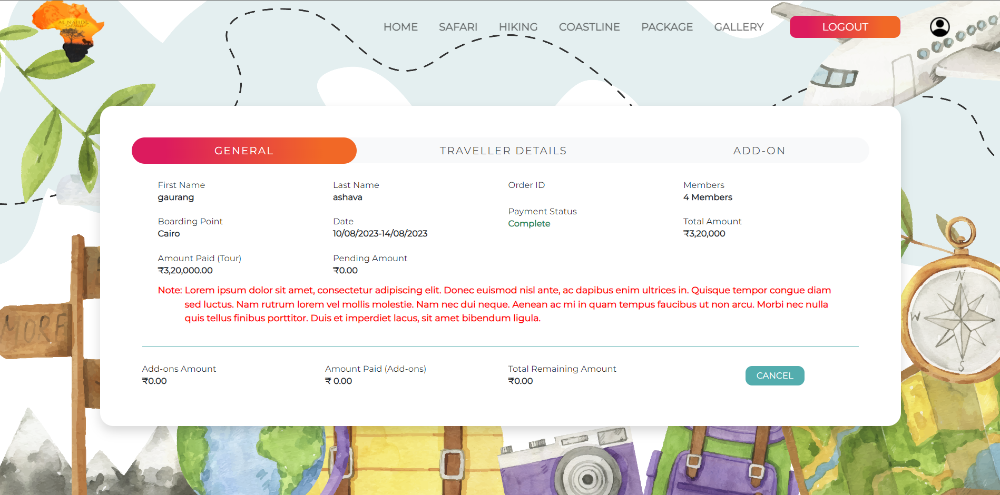 AL NAHDI
SAFARIS
HOME SAFARI HIKING COASTLINE PACKAGE GALLERY LOGOUT
GENERAL TRAVELLER DETAILS ADD-ON
First Name Last Name Order ID Members
gaurang ashava 4 Members
Payment Status
Complete
Boarding Point Date Total Amount
Cairo 10/08/2023-14/08/2023 ₹3,20,000
Amount Paid (Tour) Pending Amount
₹3,20,000.00 ₹0.00
Note: Lorem ipsum dolor sit amet, consectetur adipiscing elit. Donec euismod nisl ante, ac dapibus enim ultrices in. Quisque tempor congue diam
sed luctus. Nam rutrum lorem vel mollis molestie. Nam nec dui neque. Aenean ac mi in quam tempus faucibus ut non arcu. Morbi nec nulla
quis tellus finibus porttitor. Duis et imperdiet lacus, sit amet bibendum ligula.
Add-ons Amount Amount Paid (Add-ons) Total Remaining Amount
₹0.00 ₹ 0.00 ₹0.00
CANCEL
MORE
N
W
S